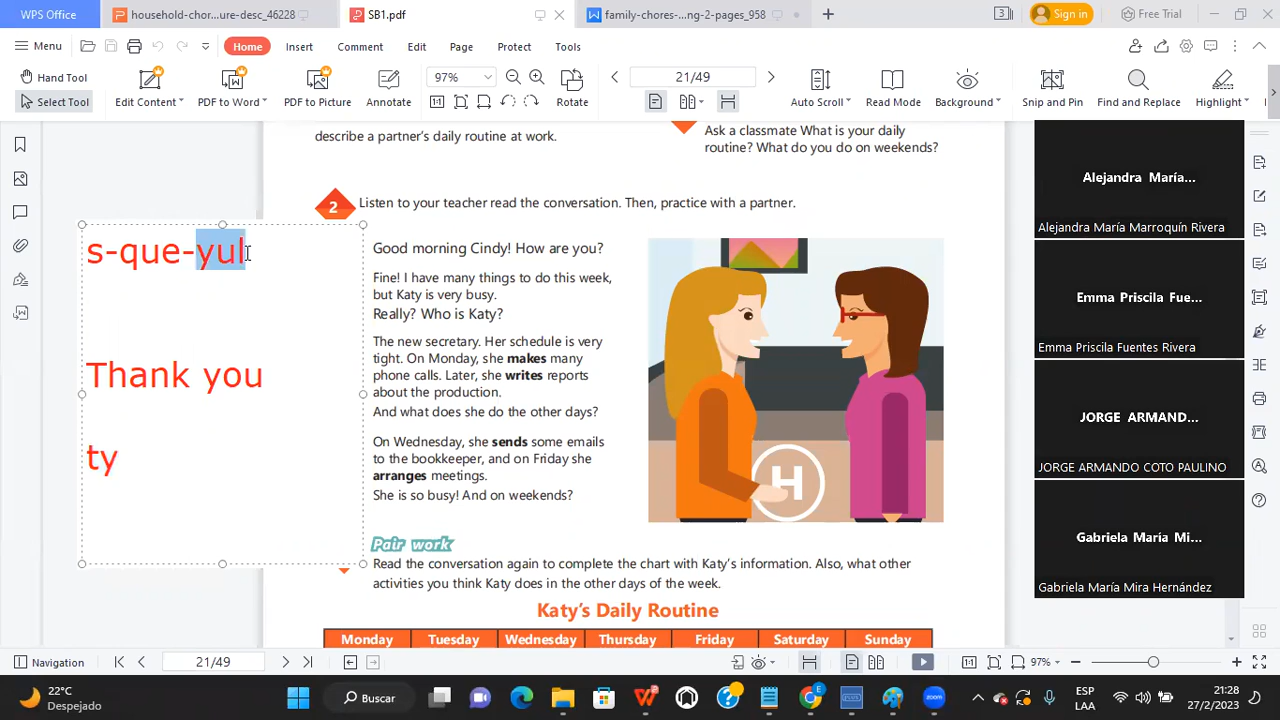 WPS Office
household-chor...ure-desc_46228
SB1.pdf
family-chores-...ng-2-pages_958
3
Sign in
Free Trial
Menu
Home
Insert
Comment
Edit
Page
Protect
Tools
Hand Tool
Select Tool
Edit Content
PDF to Word
PDF to Picture
Annotate
97%
Rotate
21/49
Auto Scroll
Read Mode
Background
Snip and Pin
Find and Replace
Highlight
describe a partner's daily routine at work.
Ask a classmate What is your daily
routine? What do you do on weekends?
2
Listen to your teacher read the conversation. Then, practice with a partner.
s-que-yul
Thank you
ty
Good morning Cindy! How are you?
Fine! I have many things to do this week,
but Katy is very busy.
Really? Who is Katy?
The new secretary. Her schedule is very
tight. On Monday, she makes many
phone calls. Later, she writes reports
about the production.
And what does she do the other days?
On Wednesday, she sends some emails
to the bookkeeper, and on Friday she
arranges meetings.
She is so busy! And on weekends?
H
Pair work
Read the conversation again to complete the chart with Katy's information. Also, what other
activities you think Katy does in the other days of the week.
Katy's Daily Routine
Monday Tuesday Wednesday Thursday Friday Saturday Sunday
Alejandra María...
Alejandra María Marroquín Rivera
Emma Priscila Fue...
Emma Priscila Fuentes Rivera
JORGE ARMAND...
JORGE ARMANDO COTO PAULINO
Gabriela María Mi...
Gabriela María Mira Hernández
Navigation
21/49
97%
22°C
Despejado
Buscar
ESP
LAA
21:28
27/2/2023